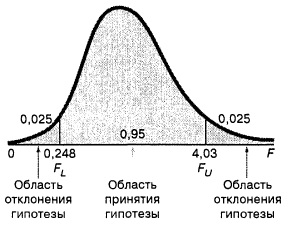 0,025 0,025
0,95
0 0,248 4,03 F
F_L F_U
Область Область Область
отклонения принятия отклонения
гипотезы гипотезы гипотезы